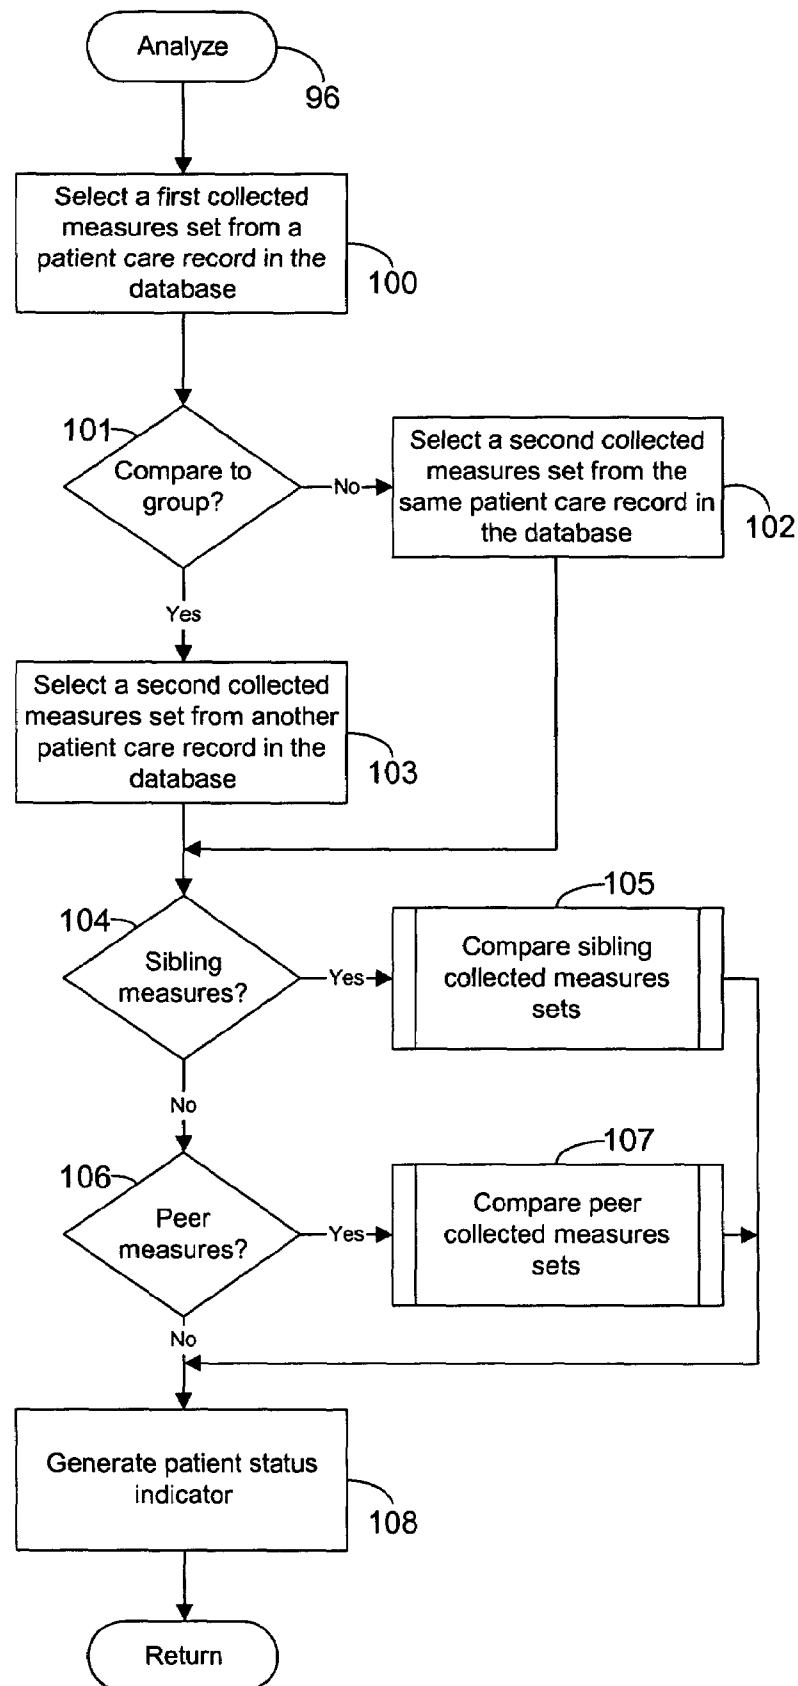 Analyze
96
Select a first collected
measures set from a
patient care record in the
database
100
101
Compare to
group?
No
Select a second collected
measures set from the
same patient care record in
the database
102
Yes
Select a second collected
measures set from another
patient care record in the
database
103
104
Sibling
measures?
Yes
105
Compare sibling
collected measures
sets
No
106
Peer
measures?
Yes
107
Compare peer
collected measures
sets
No
Generate patient status
indicator
108
Return